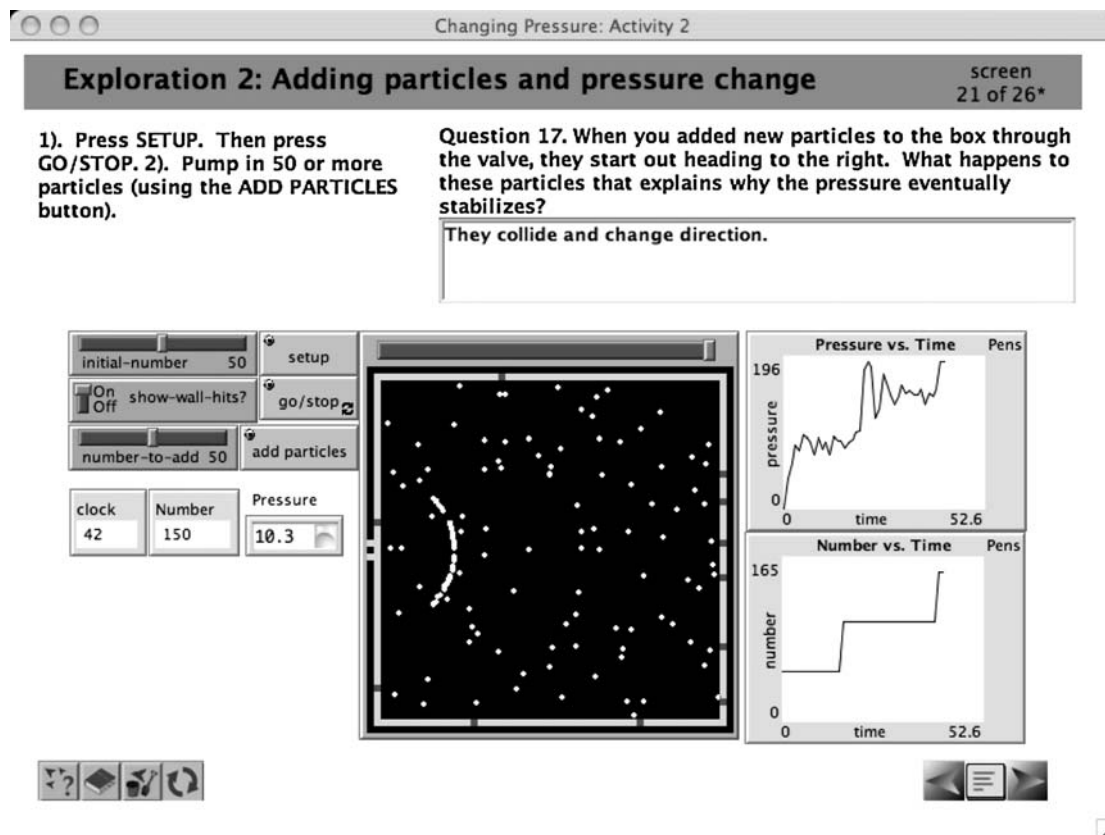 Changing Pressure: Activity 2
Exploration 2: Adding particles and pressure change
screen
21 of 26*
1). Press SETUP. Then press
GO/STOP. 2). Pump in 50 or more
particles (using the ADD PARTICLES
button).
Question 17. When you added new particles to the box through
the valve, they start out heading to the right. What happens to
these particles that explains why the pressure eventually
stabilizes?
They collide and change direction.
initial-number 50
setup
On
Off
show-wall-hits?
go/stop
number-to-add 50
add particles
clock
42
Number
150
Pressure
10.3
Pressure vs. Time
Pens
196
pressure
0
0
time
52.6
Number vs. Time
Pens
165
number
0
0
time
52.6
?